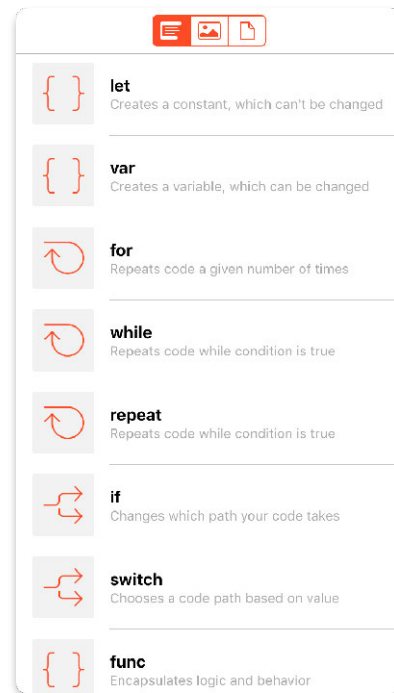 let
Creates a constant, which can't be changed
var
Creates a variable, which can be changed
for
Repeats code a given number of times
while
Repeats code while condition is true
repeat
Repeats code while condition is true
if
Changes which path your code takes
switch
Chooses a code path based on value
func
Encapsulates logic and behavior